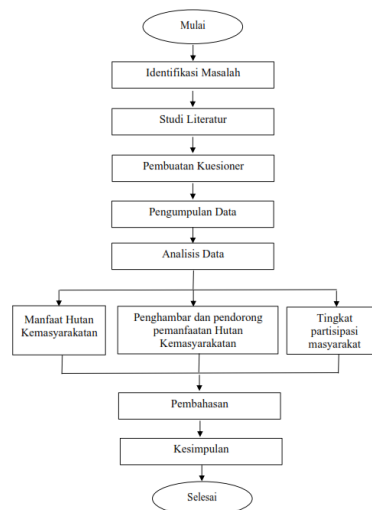 Mulai
Identifikasi Masalah
Studi Literatur
Pembuatan Kuesioner
Pengumpulan Data
Analisis Data
Manfaat Hutan
Kemasyarakatan
Penghambar dan pendorong
pemanfaatan Hutan
Kemasyarakatan
Tingkat
partisipasi
masyarakat
Pembahasan
Kesimpulan
Selesai